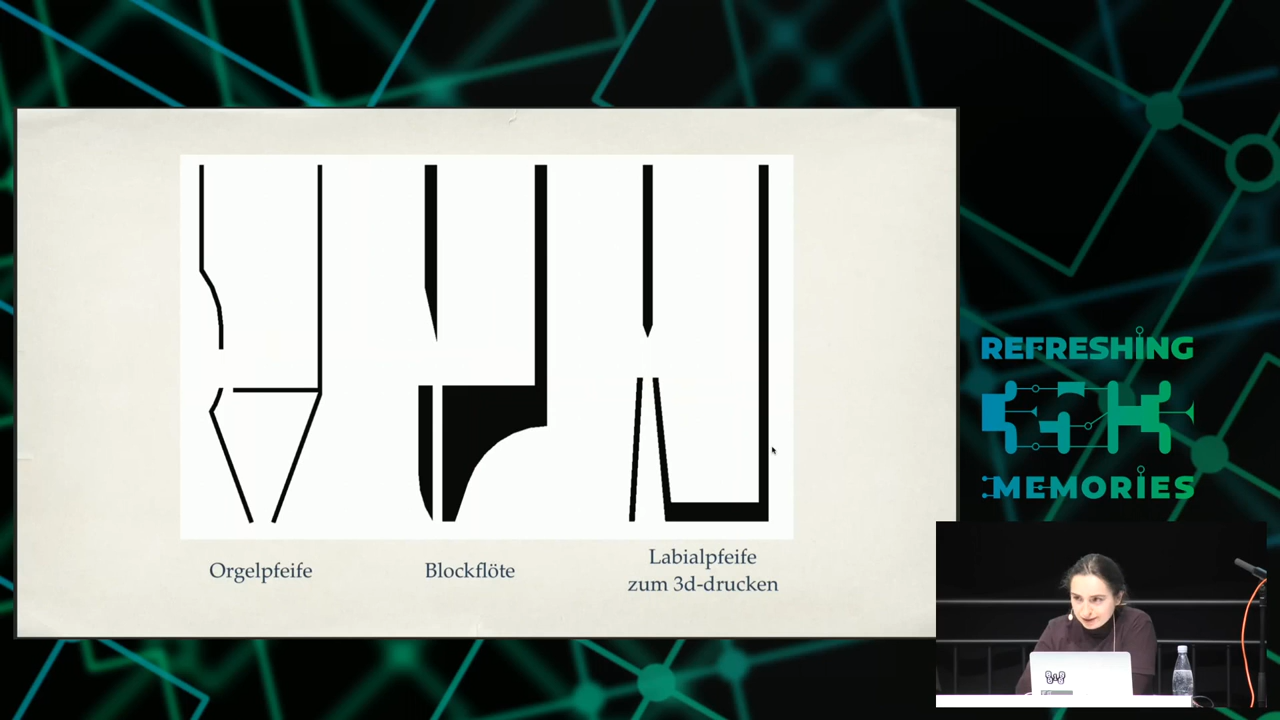 Orgelpfeife
Blockflöte
Labialpfeife
zum 3d-drucken
REFRESHING
MEMORIES